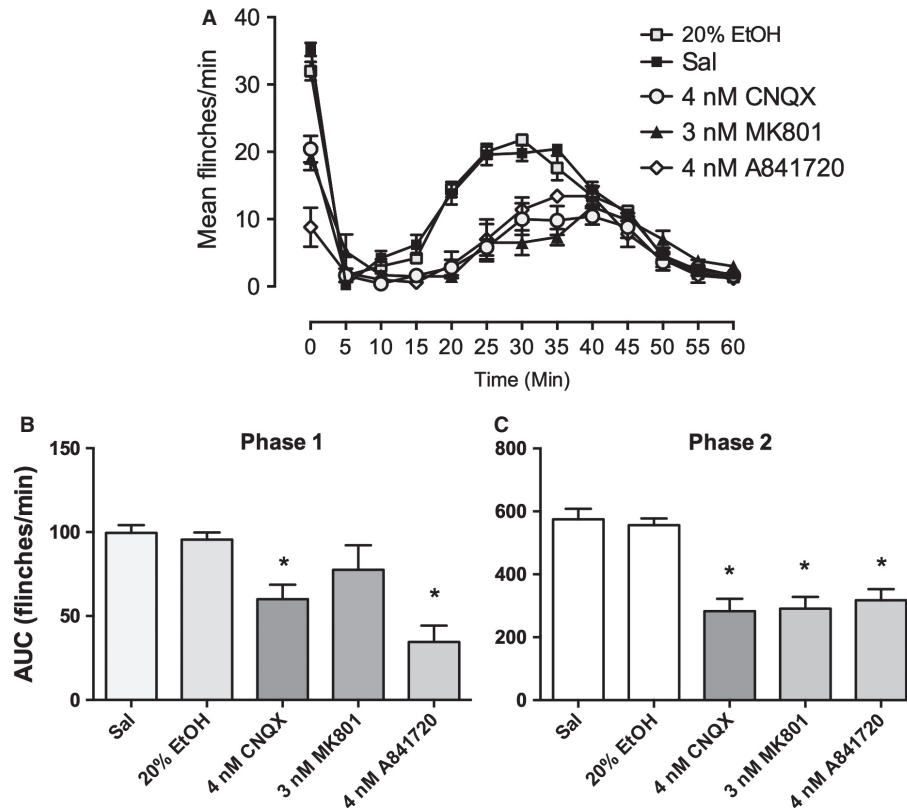 A
40
30
20
10
0
Mean flinches/min
20% EtOH
Sal
4 nM CNQX
3 nM MK801
4 nM A841720
0 5 10 15 20 25 30 35 40 45 50 55 60
Time (Min)
B
Phase 1
150
100
50
0
AUC (flinches/min)
*
*
Sal
20% EtOH
4 nM CNQX
3 nM MK801
4 nM A841720
C
Phase 2
800
600
400
200
0
* * *
Sal
20% EtOH
4 nM CNQX
3 nM MK801
4 nM A841720